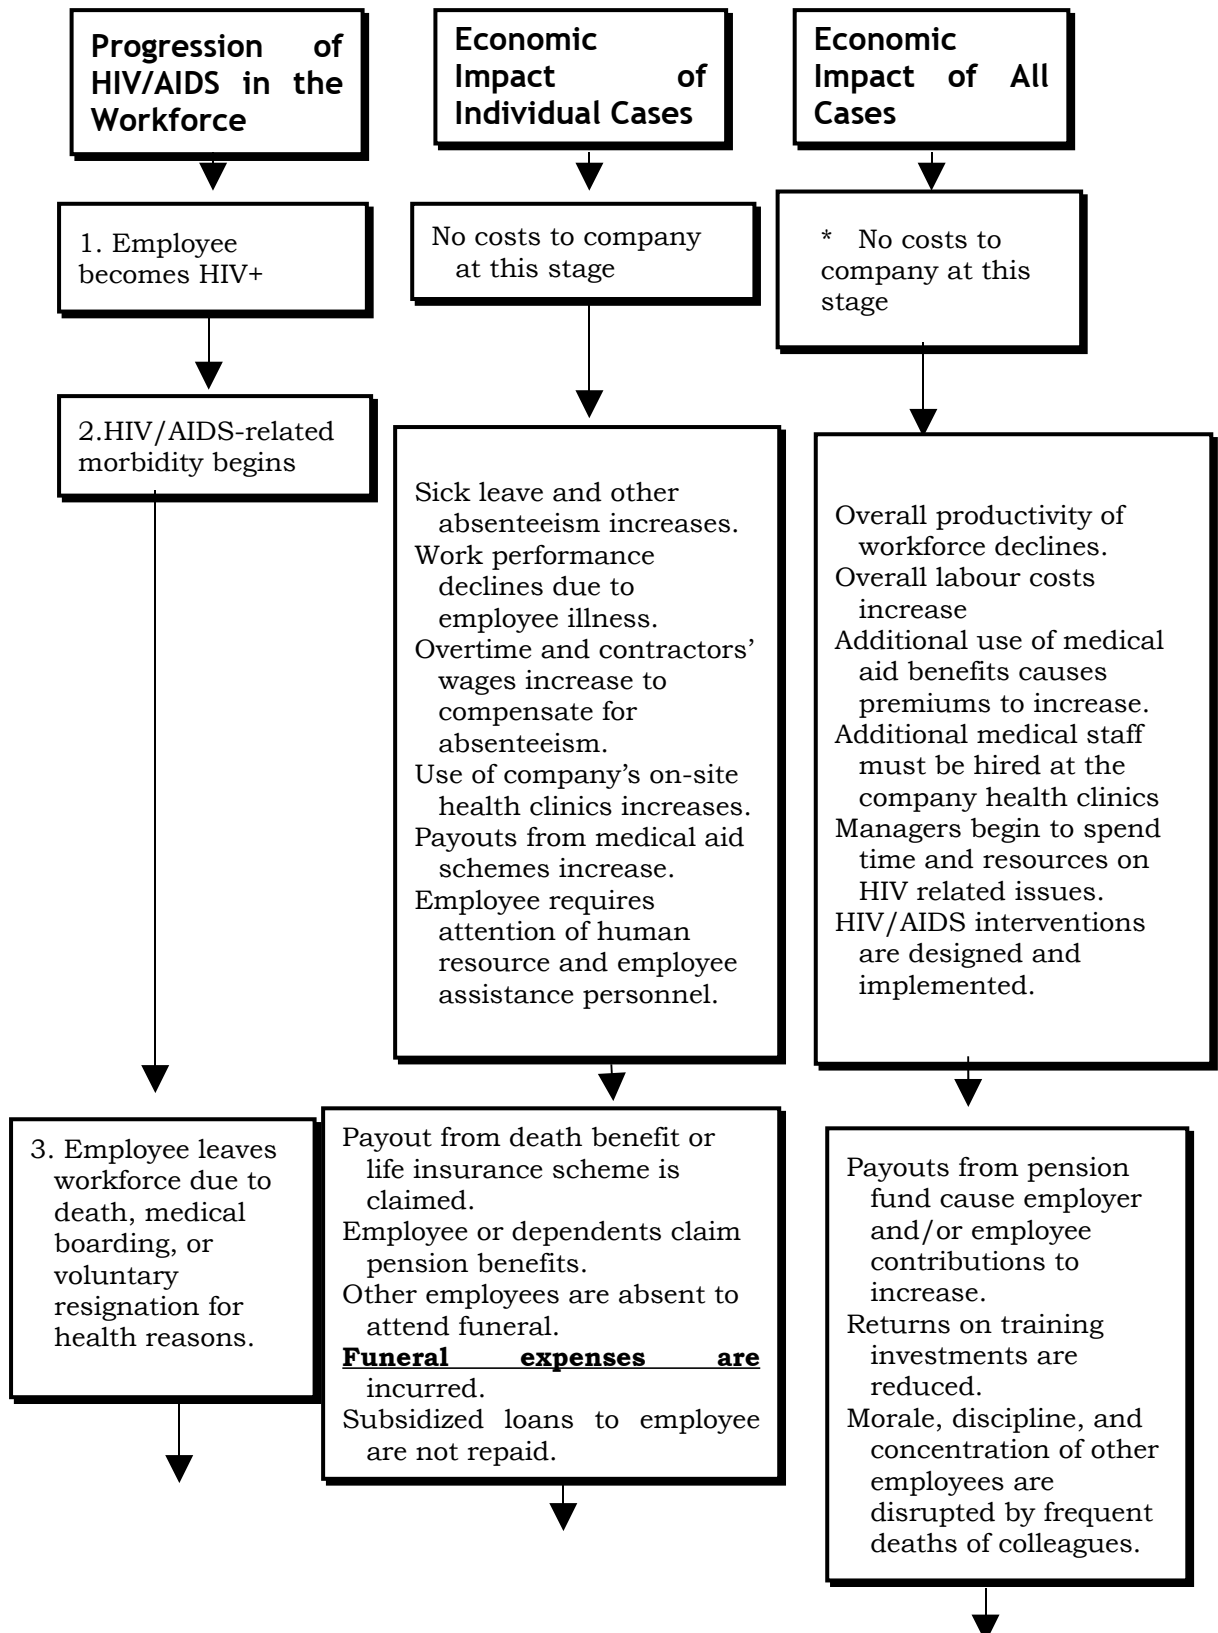 Progression of
HIV/AIDS in the
Workforce
Economic
Impact of
Individual Cases
Economic
Impact of All
Cases
1. Employee
becomes HIV+
No costs to company
at this stage
* No costs to
company at this
stage
2.HIV/AIDS-related
morbidity begins
Sick leave and other
absenteeism increases.
Work performance
declines due to
employee illness.
Overtime and contractors’
wages increase to
compensate for
absenteeism.
Use of company’s on-site
health clinics increases.
Payouts from medical aid
schemes increase.
Employee requires
attention of human
resource and employee
assistance personnel.
Overall productivity of
workforce declines.
Overall labour costs
increase
Additional use of medical
aid benefits causes
premiums to increase.
Additional medical staff
must be hired at the
company health clinics
Managers begin to spend
time and resources on
HIV related issues.
HIV/AIDS interventions
are designed and
implemented.
3. Employee leaves
workforce due to
death, medical
boarding, or
voluntary
resignation for
health reasons.
Payout from death benefit or
life insurance scheme is
claimed.
Employee or dependents claim
pension benefits.
Other employees are absent to
attend funeral.
Funeral expenses are
incurred.
Subsidized loans to employee
are not repaid.
Payouts from pension
fund cause employer
and/or employee
contributions to
increase.
Returns on training
investments are
reduced.
Morale, discipline, and
concentration of other
employees are
disrupted by frequent
deaths of colleagues.